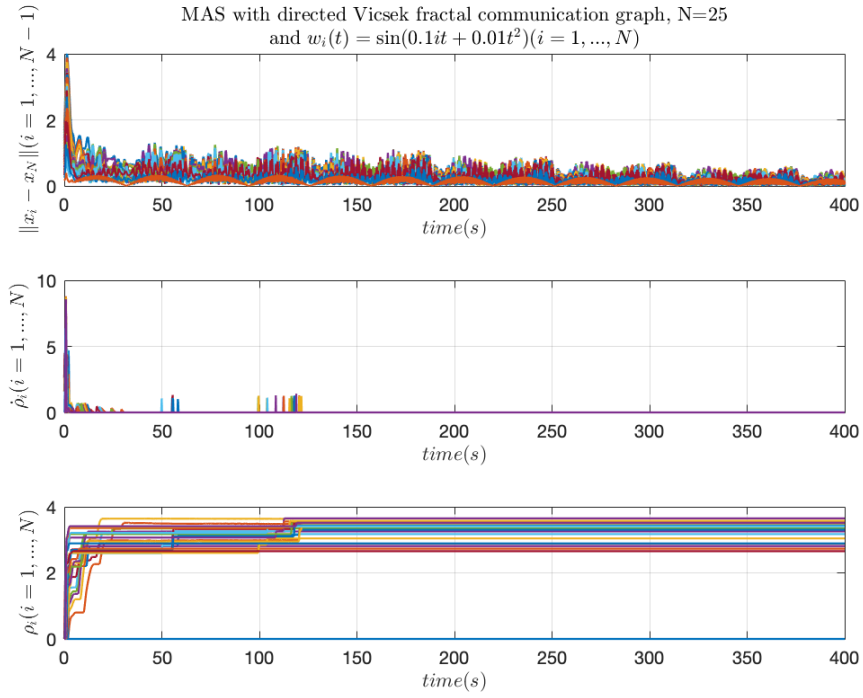 MAS with directed Vicsek fractal communication graph, N=25
and $w_i(t) = \sin(0.1it + 0.01t^2)(i = 1, ..., N)$
$\|x_i - x_N\|(i = 1, ..., N-1)$
4
2
0
0 50 100 150 200 250 300 350 400
$time(s)$
$\dot{\rho}_i(i = 1, ..., N)$
10
5
0
0 50 100 150 200 250 300 350 400
$time(s)$
$\rho_i(i = 1, ..., N)$
4
2
0
0 50 100 150 200 250 300 350 400
$time(s)$